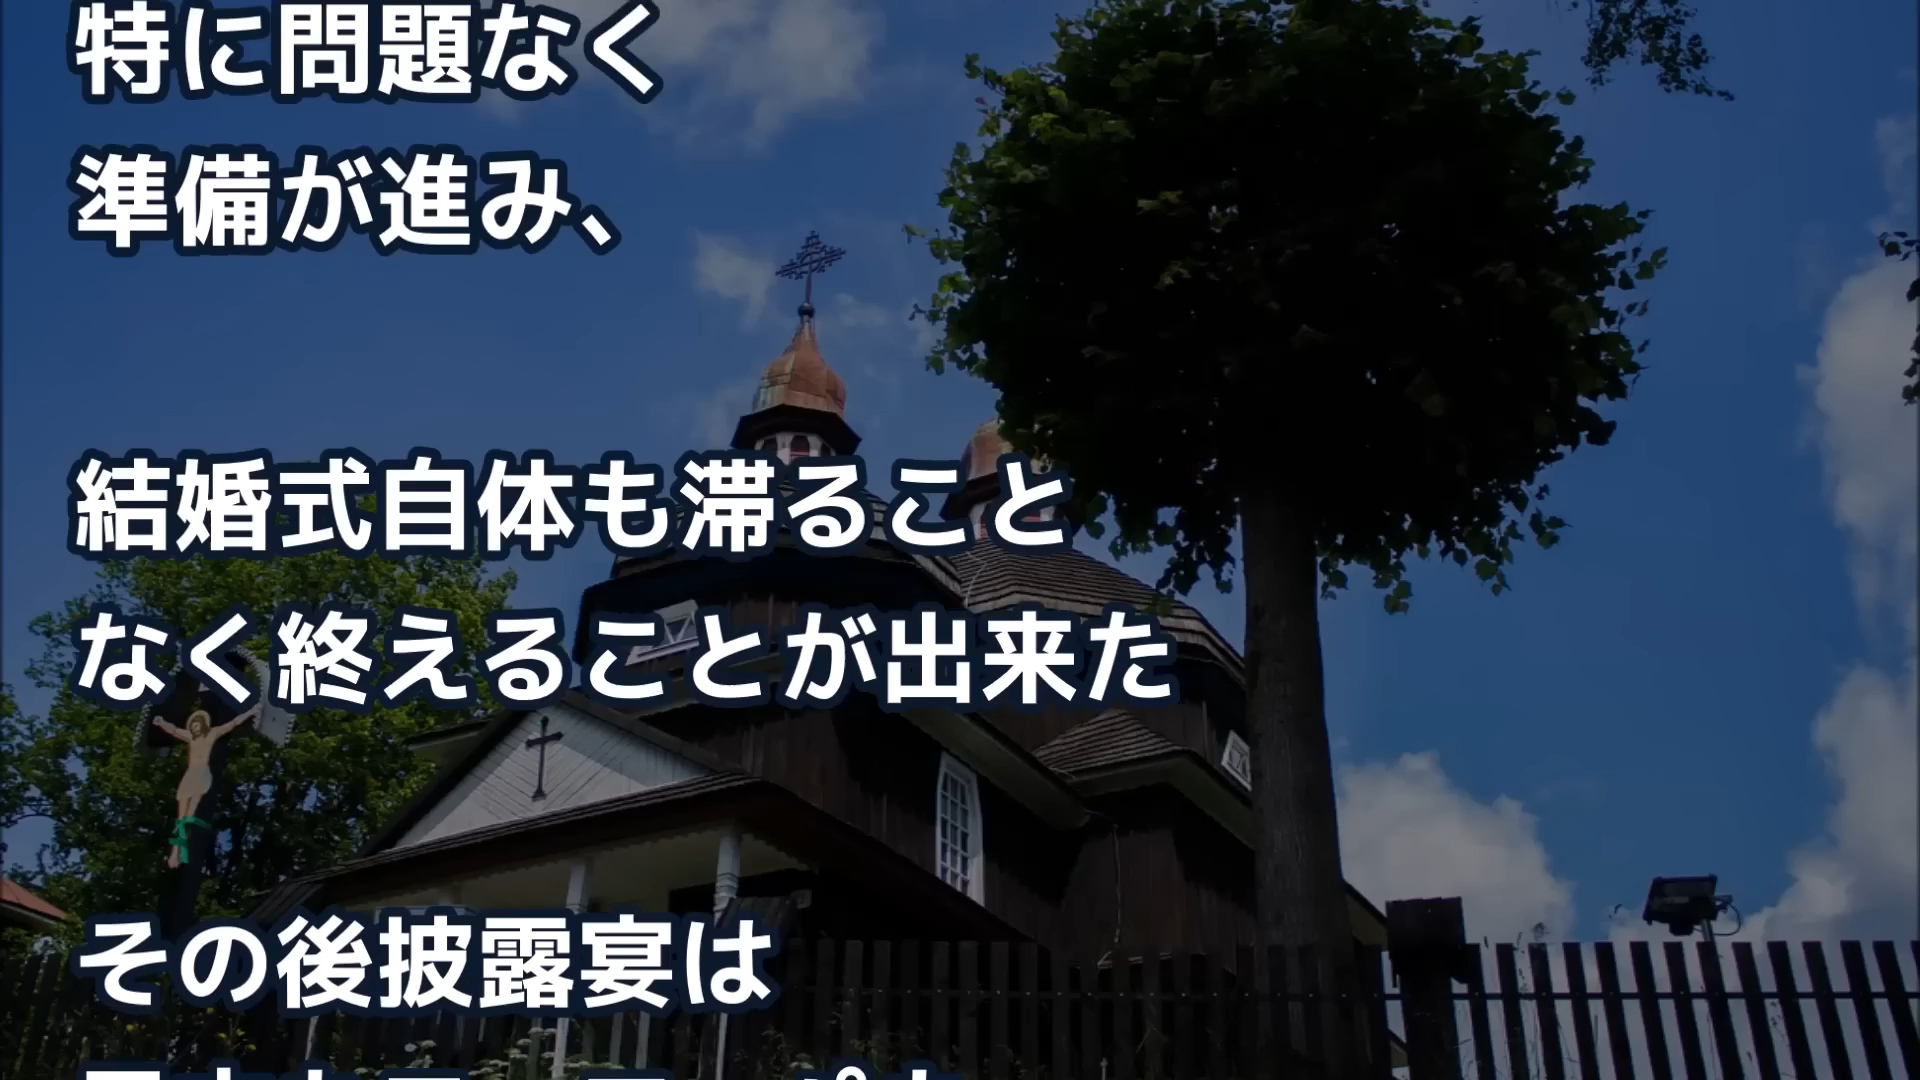 特に問題なく
準備が進み、
結婚式自体も滞ること
なく終えることが出来た
その後披露宴は